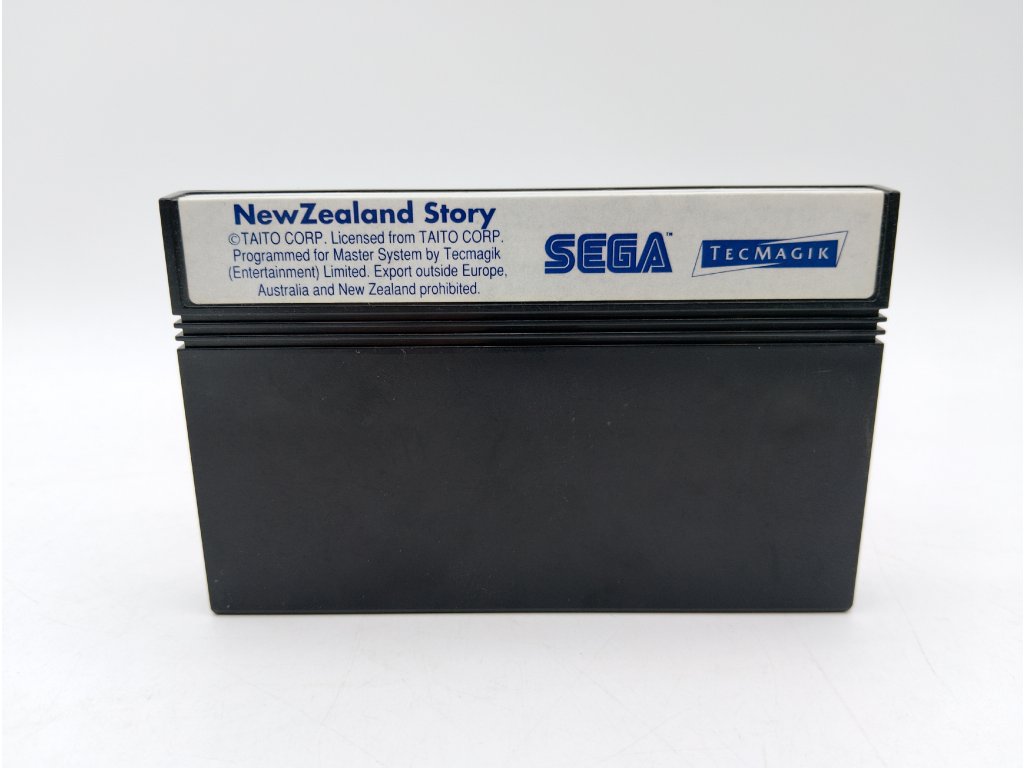 NewZealand Story
©TAITO CORP. Licensed from TAITO CORP.
Programmed for Master System by Tecmagik
(Entertainment) Limited. Export outside Europe,
Australia and New Zealand prohibited.
SEGA™
TECMAGIK